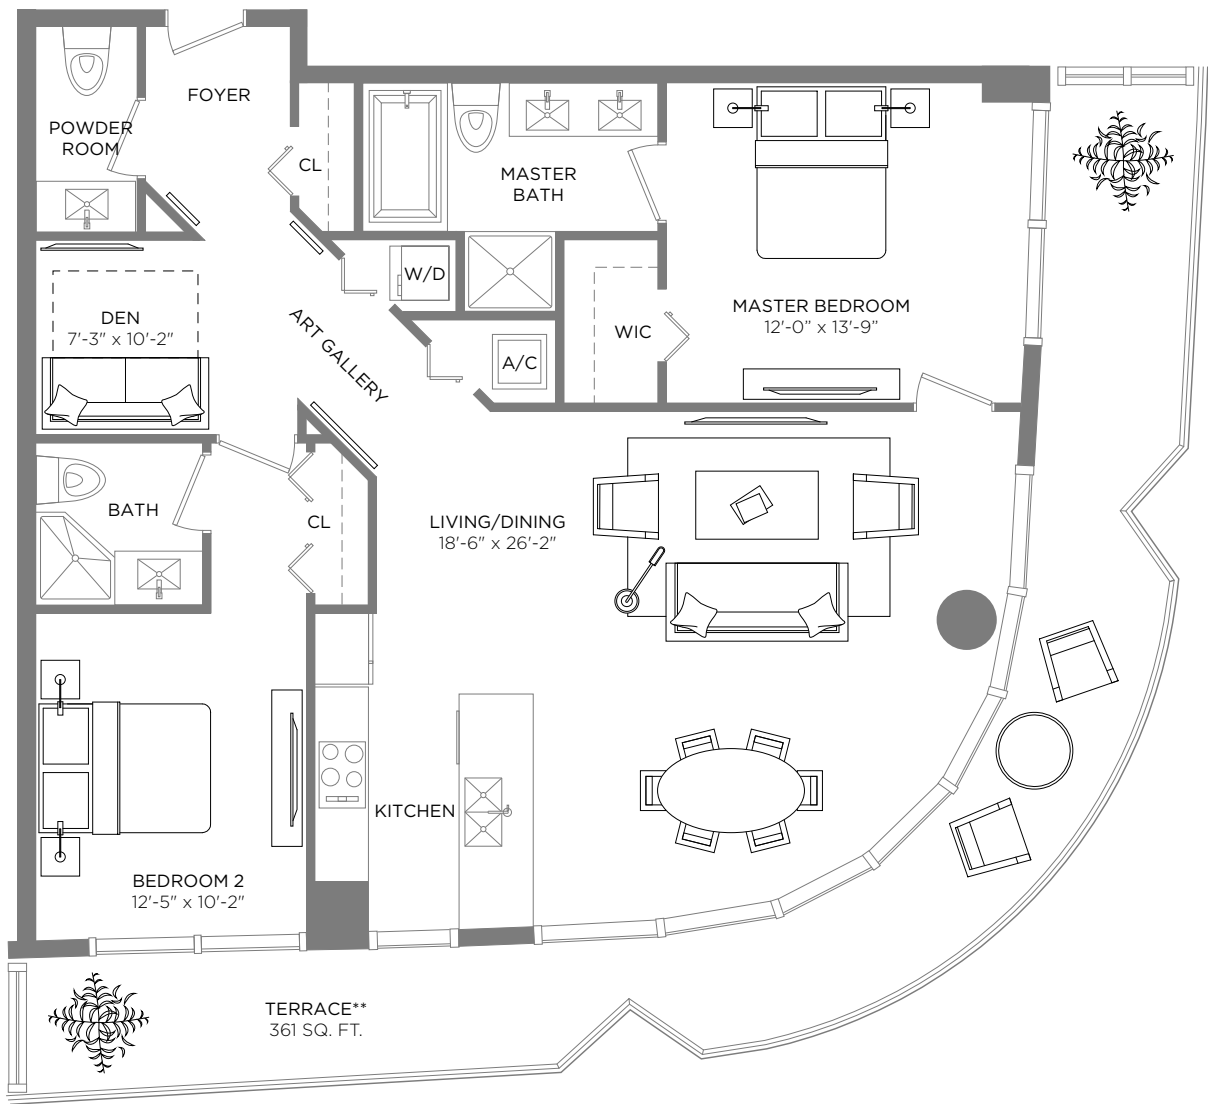 FOYER
POWDER
ROOM
CL
MASTER
BATH
W/D
DEN
7'-3" x 10'-2"
ART GALLERY
A/C
WIC
MASTER BEDROOM
12'-0” x 13'-9”
BATH
CL
LIVING/DINING
18'-6" x 26'-2"
KITCHEN
BEDROOM 2
12'-5" x 10'-2"
TERRACE**
361 SQ. FT.